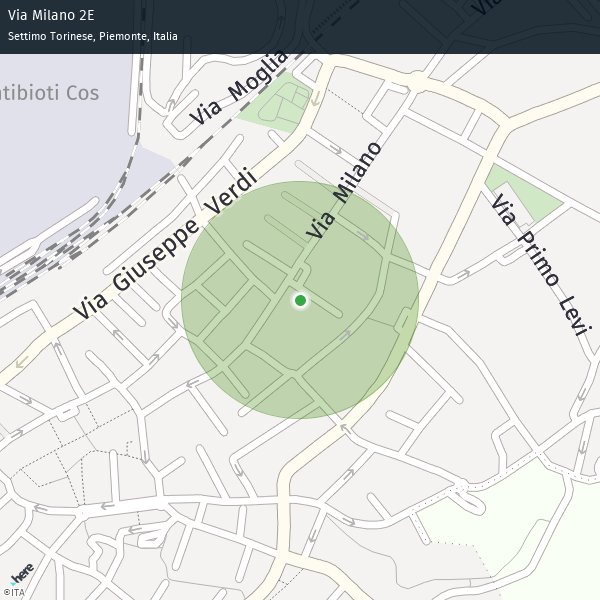 Via Milano 2E
Settimo Torinese, Piemonte, Italia
Via
ntibioti Cos
Via Moglia
Via Milano
Via Giuseppe Verdi
Via Primo Levi
here
©ITA